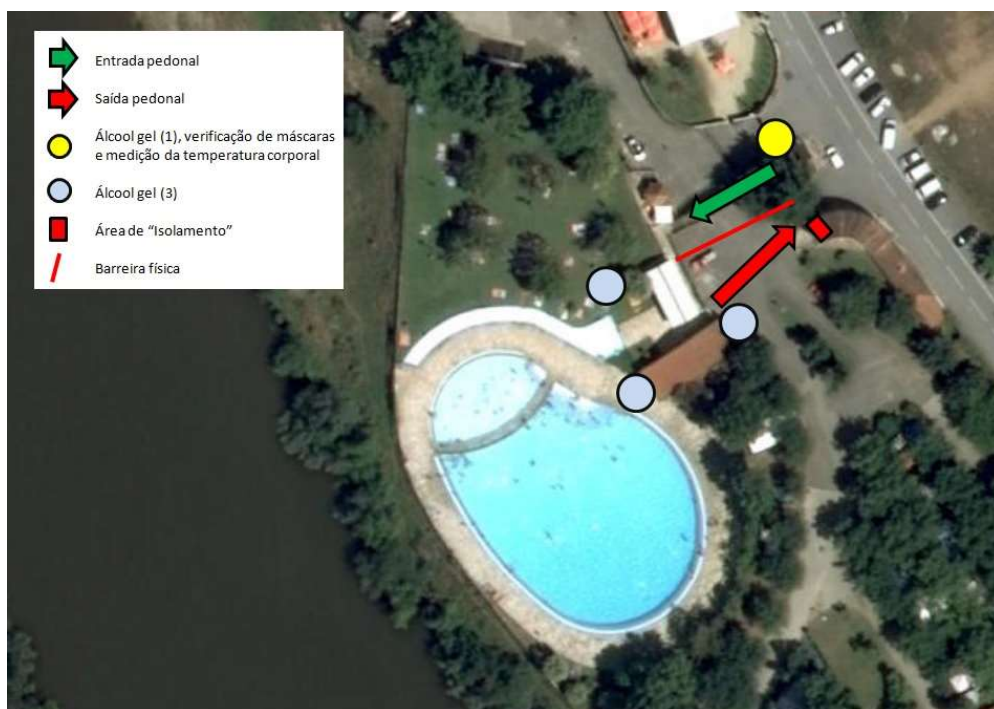 Entrada pedonal
Saída pedonal
Álcool gel (1), verificação de máscaras
e medição da temperatura corporal
Álcool gel (3)
Área de “Isolamento”
Barreira física